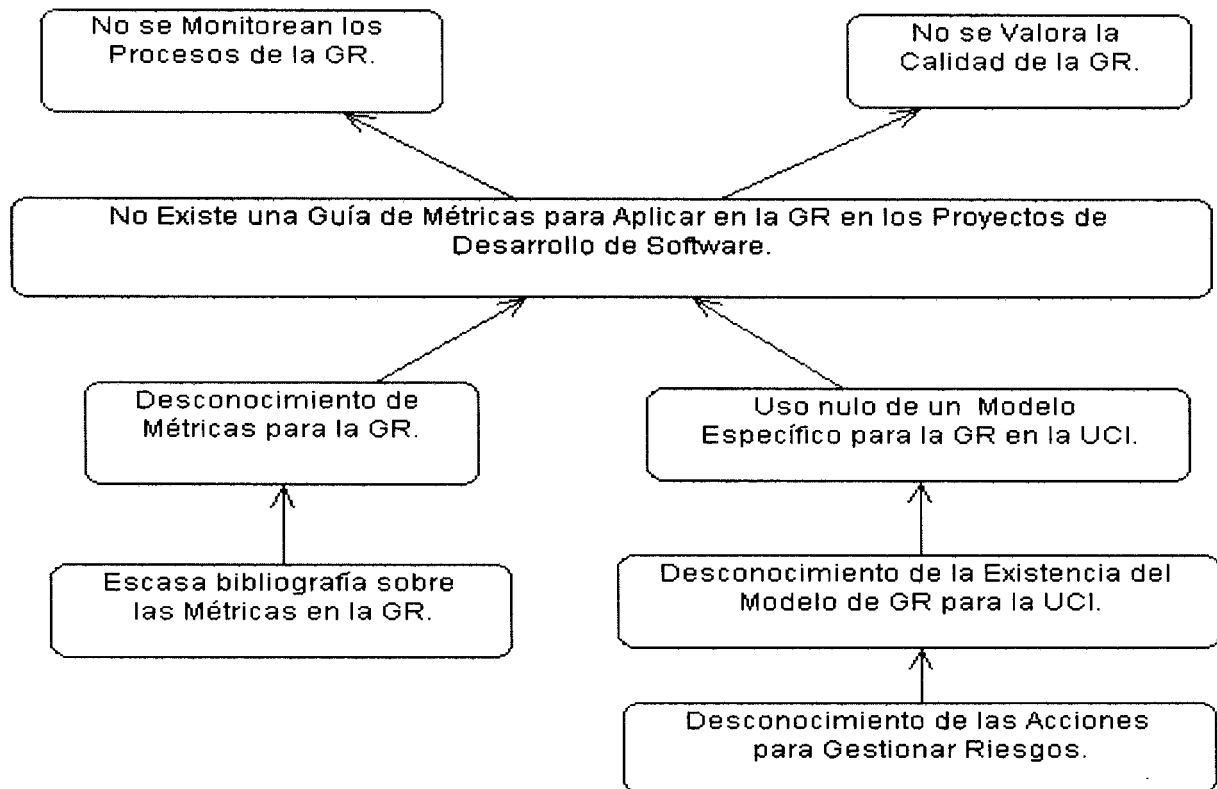 No se Monitorean los
Procesos de la GR.
No se Valora la
Calidad de la GR.
No Existe una Guía de Métricas para Aplicar en la GR en los Proyectos de
Desarrollo de Software.
Desconocimiento de
Métricas para la GR.
Uso nulo de un Modelo
Específico para la GR en la UCI.
Escasa bibliografía sobre
las Métricas en la GR.
Desconocimiento de la Existencia del
Modelo de GR para la UCI.
Desconocimiento de las Acciones
para Gestionar Riesgos.